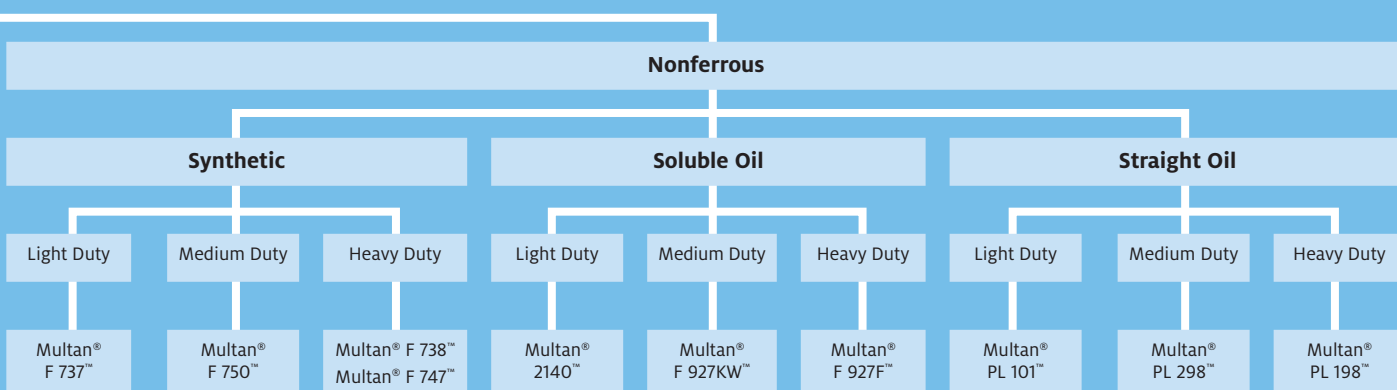 Nonferrous
Synthetic
Soluble Oil
Straight Oil
Light Duty
Medium Duty
Heavy Duty
Light Duty
Medium Duty
Heavy Duty
Light Duty
Medium Duty
Heavy Duty
Multan®
F 737™
Multan®
F 750™
Multan® F 738™
Multan® F 747™
Multan®
2140™
Multan®
F 927KW™
Multan®
F 927F™
Multan®
PL 101™
Multan®
PL 298™
Multan®
PL 198™